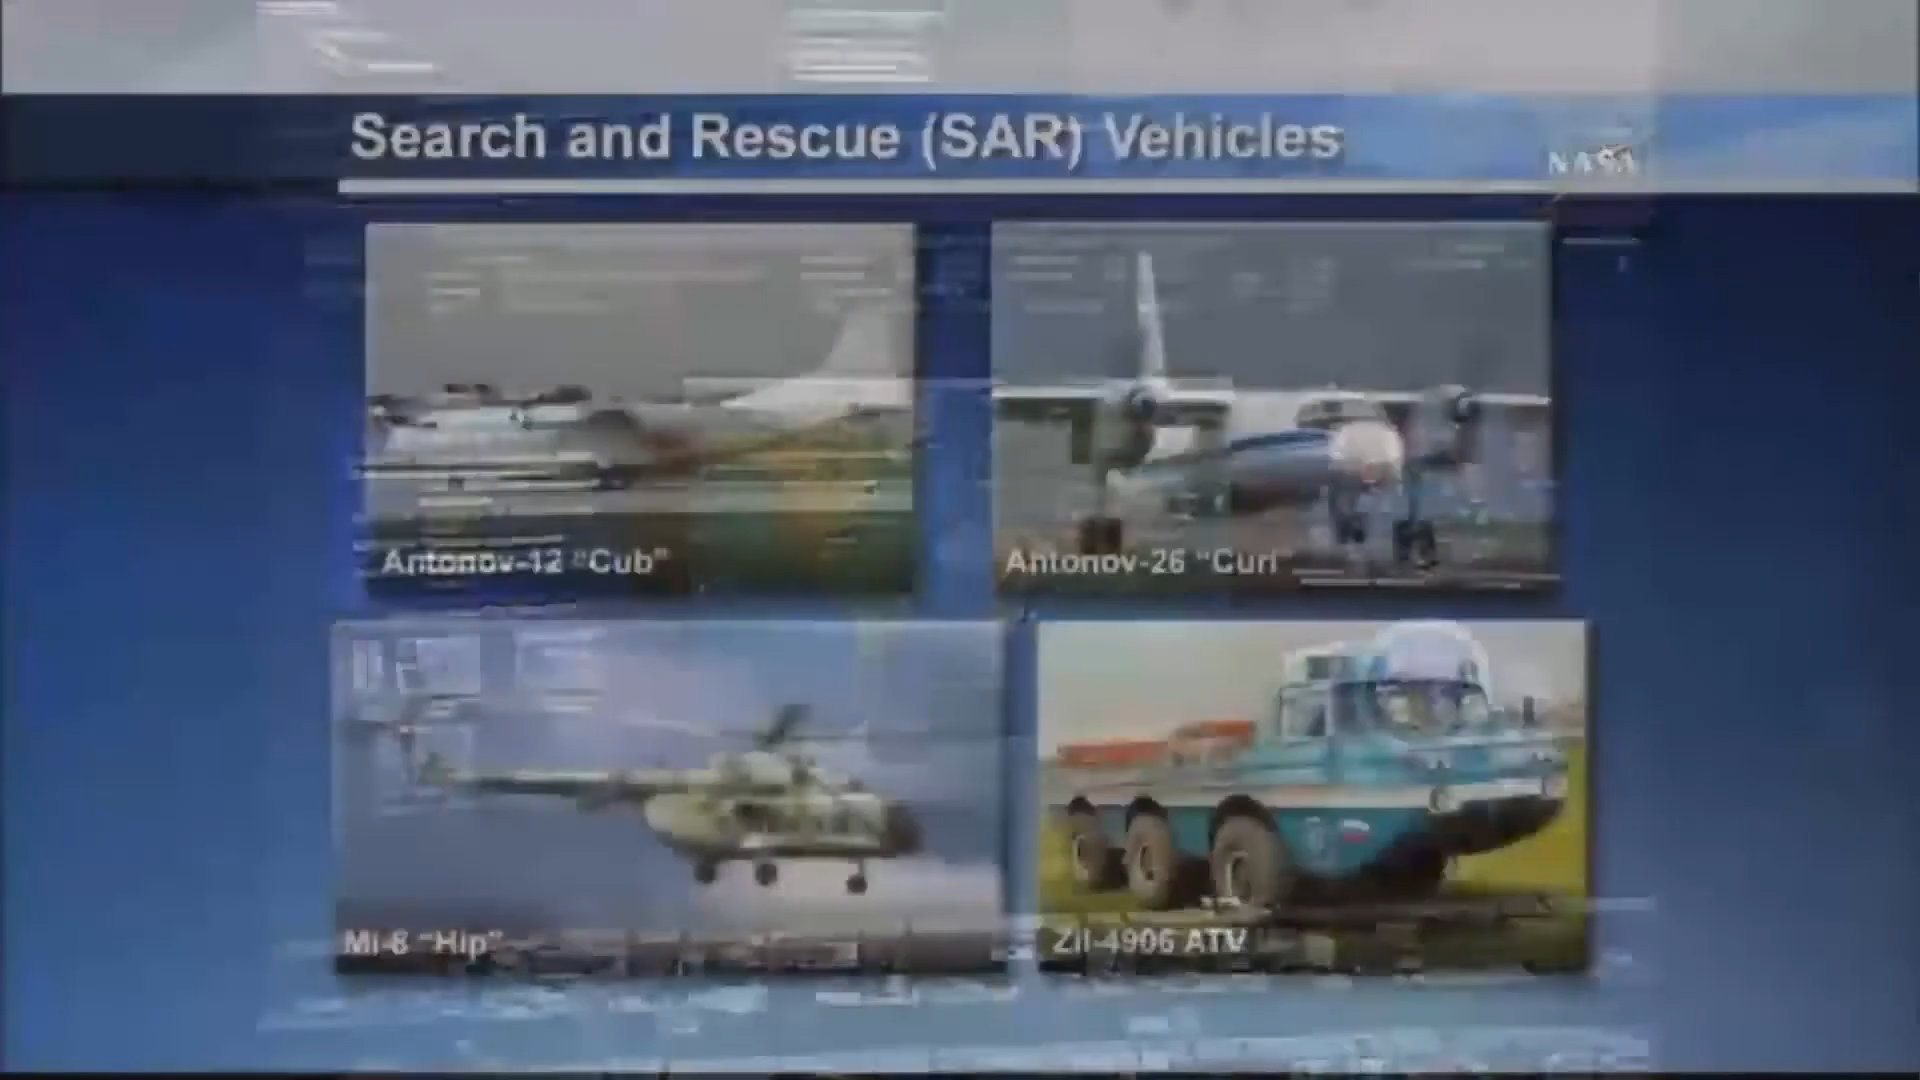 Search and Rescue (SAR) Vehicles
NASA
Antonov-12 "Cub"
Antonov-26 "Curl"
Mi-8 "Hip"
Zil-4906 ATV